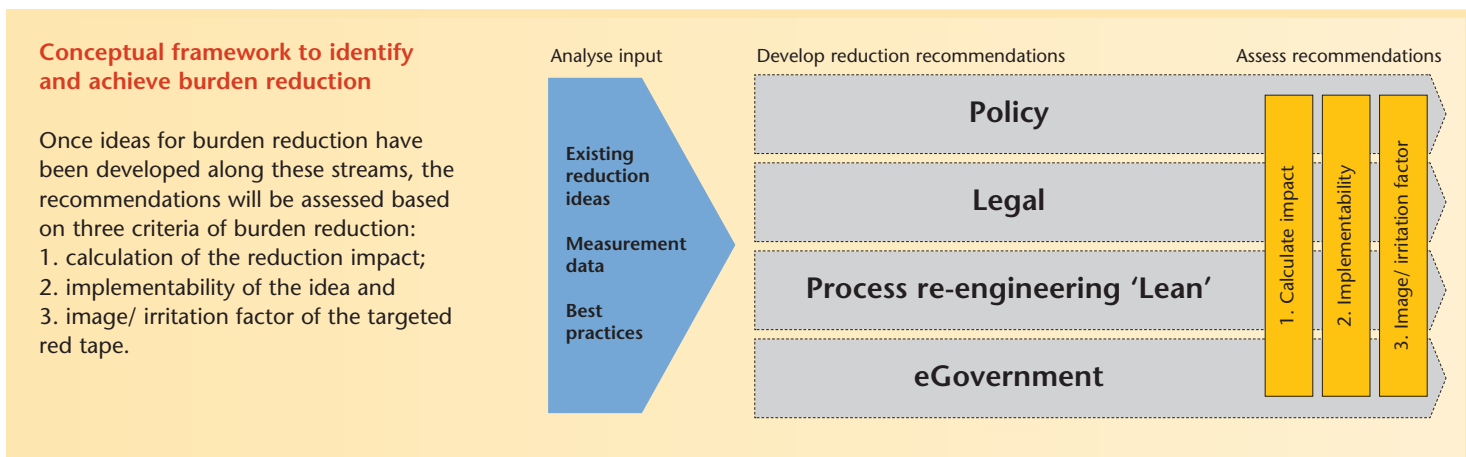 Conceptual framework to identify
and achieve burden reduction
Once ideas for burden reduction have
been developed along these streams, the
recommendations will be assessed based
on three criteria of burden reduction:
1. calculation of the reduction impact;
2. implementability of the idea and
3. image/ irritation factor of the targeted
red tape.
Analyse input
Existing
reduction
ideas
Measurement
data
Best
practices
Develop reduction recommendations
Policy
Legal
Process re-engineering ‘Lean’
eGovernment
Assess recommendations
1. Calculate impact
2. Implementability
3. Image/ irritation factor